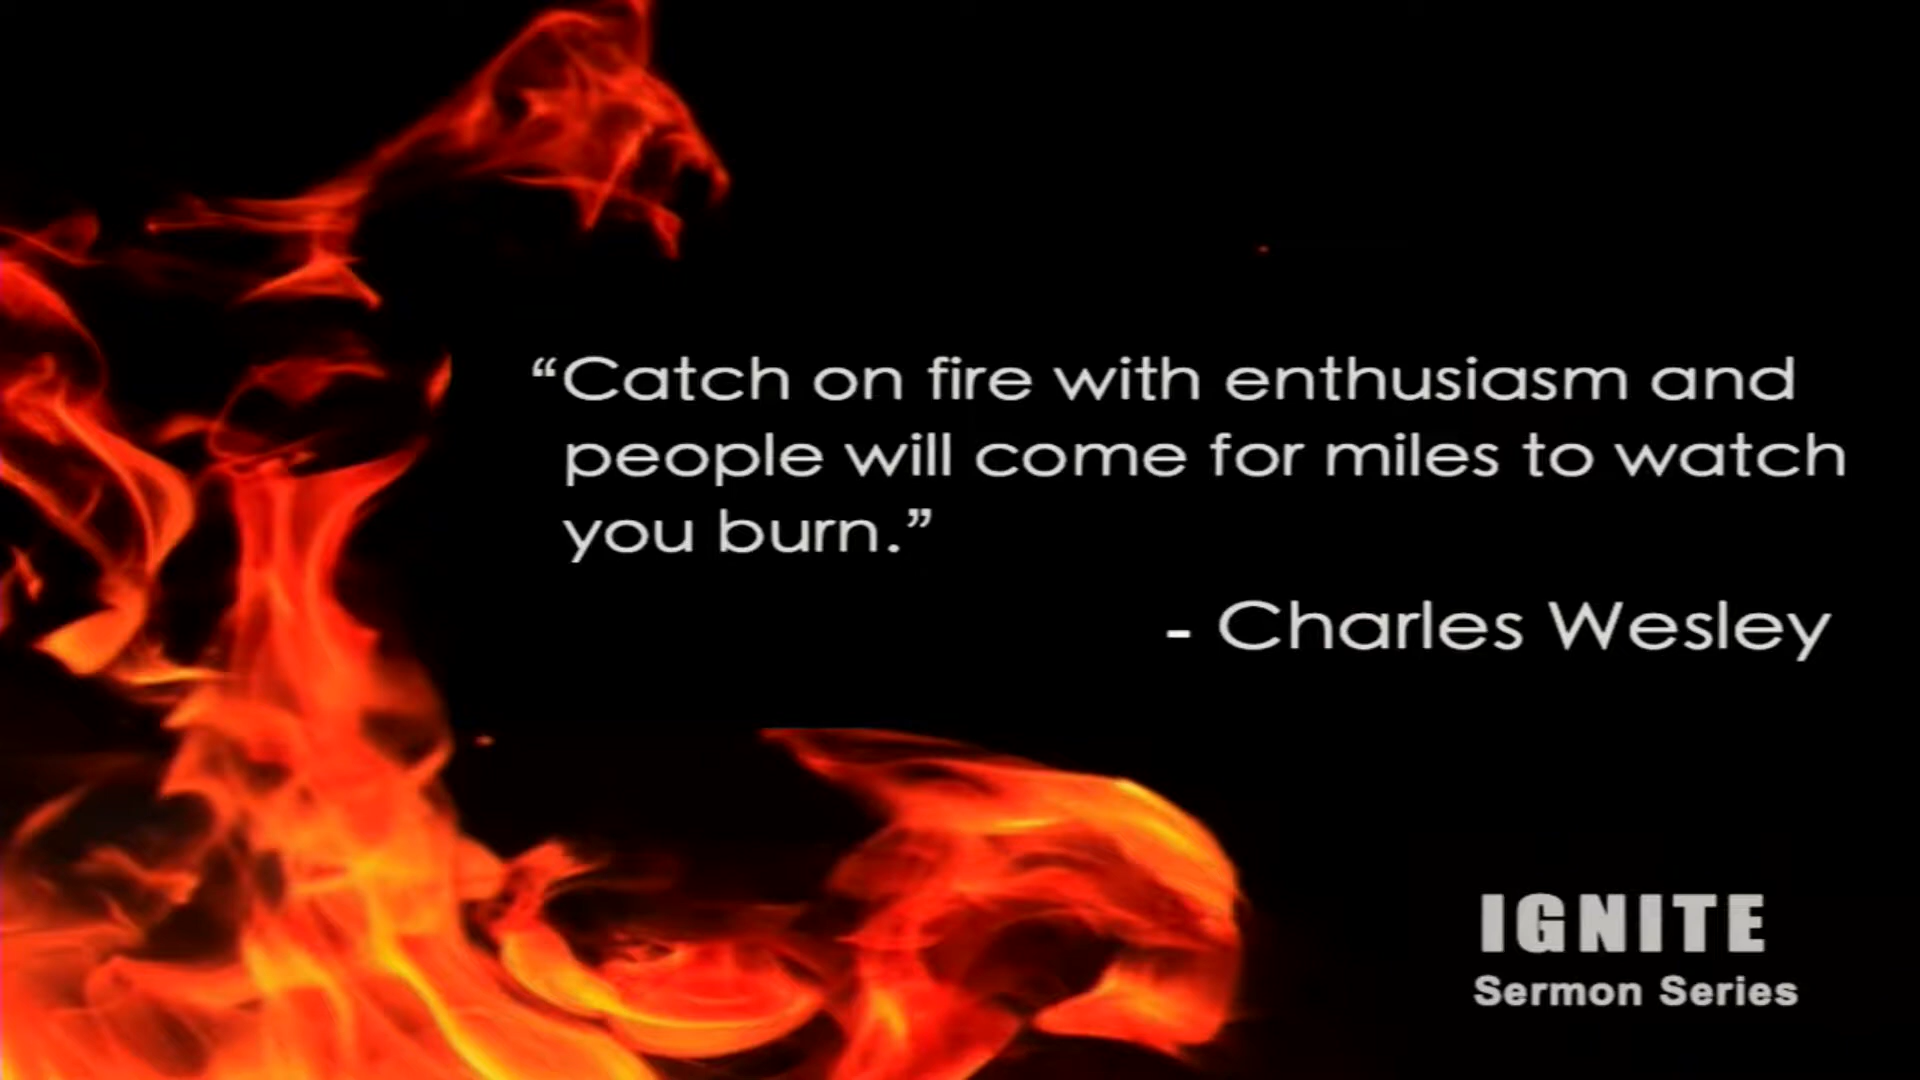 “Catch on fire with enthusiasm and
people will come for miles to watch
you burn.”
- Charles Wesley
IGNITE
Sermon Series